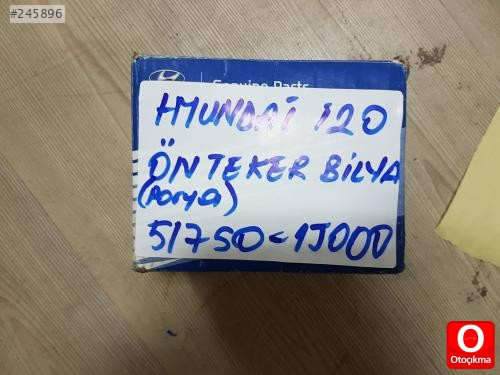 #245896
Genuine Parts
HYUNDAİ İ20
ÖN TEKER BİLYA
(Porya)
51750-1J000
O
Otoçıkma